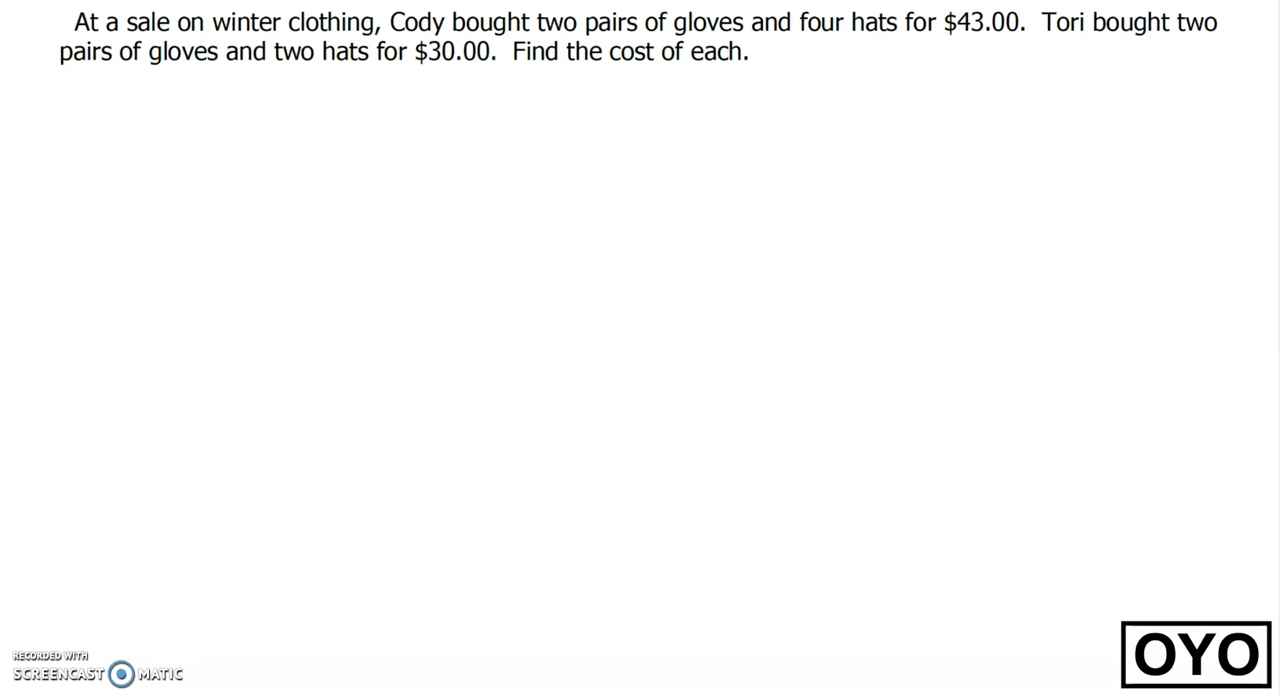 At a sale on winter clothing, Cody bought two pairs of gloves and four hats for $43.00.  Tori bought two
pairs of gloves and two hats for $30.00.  Find the cost of each.
OYO
RECORDED WITH
SCREENCAST MATIC